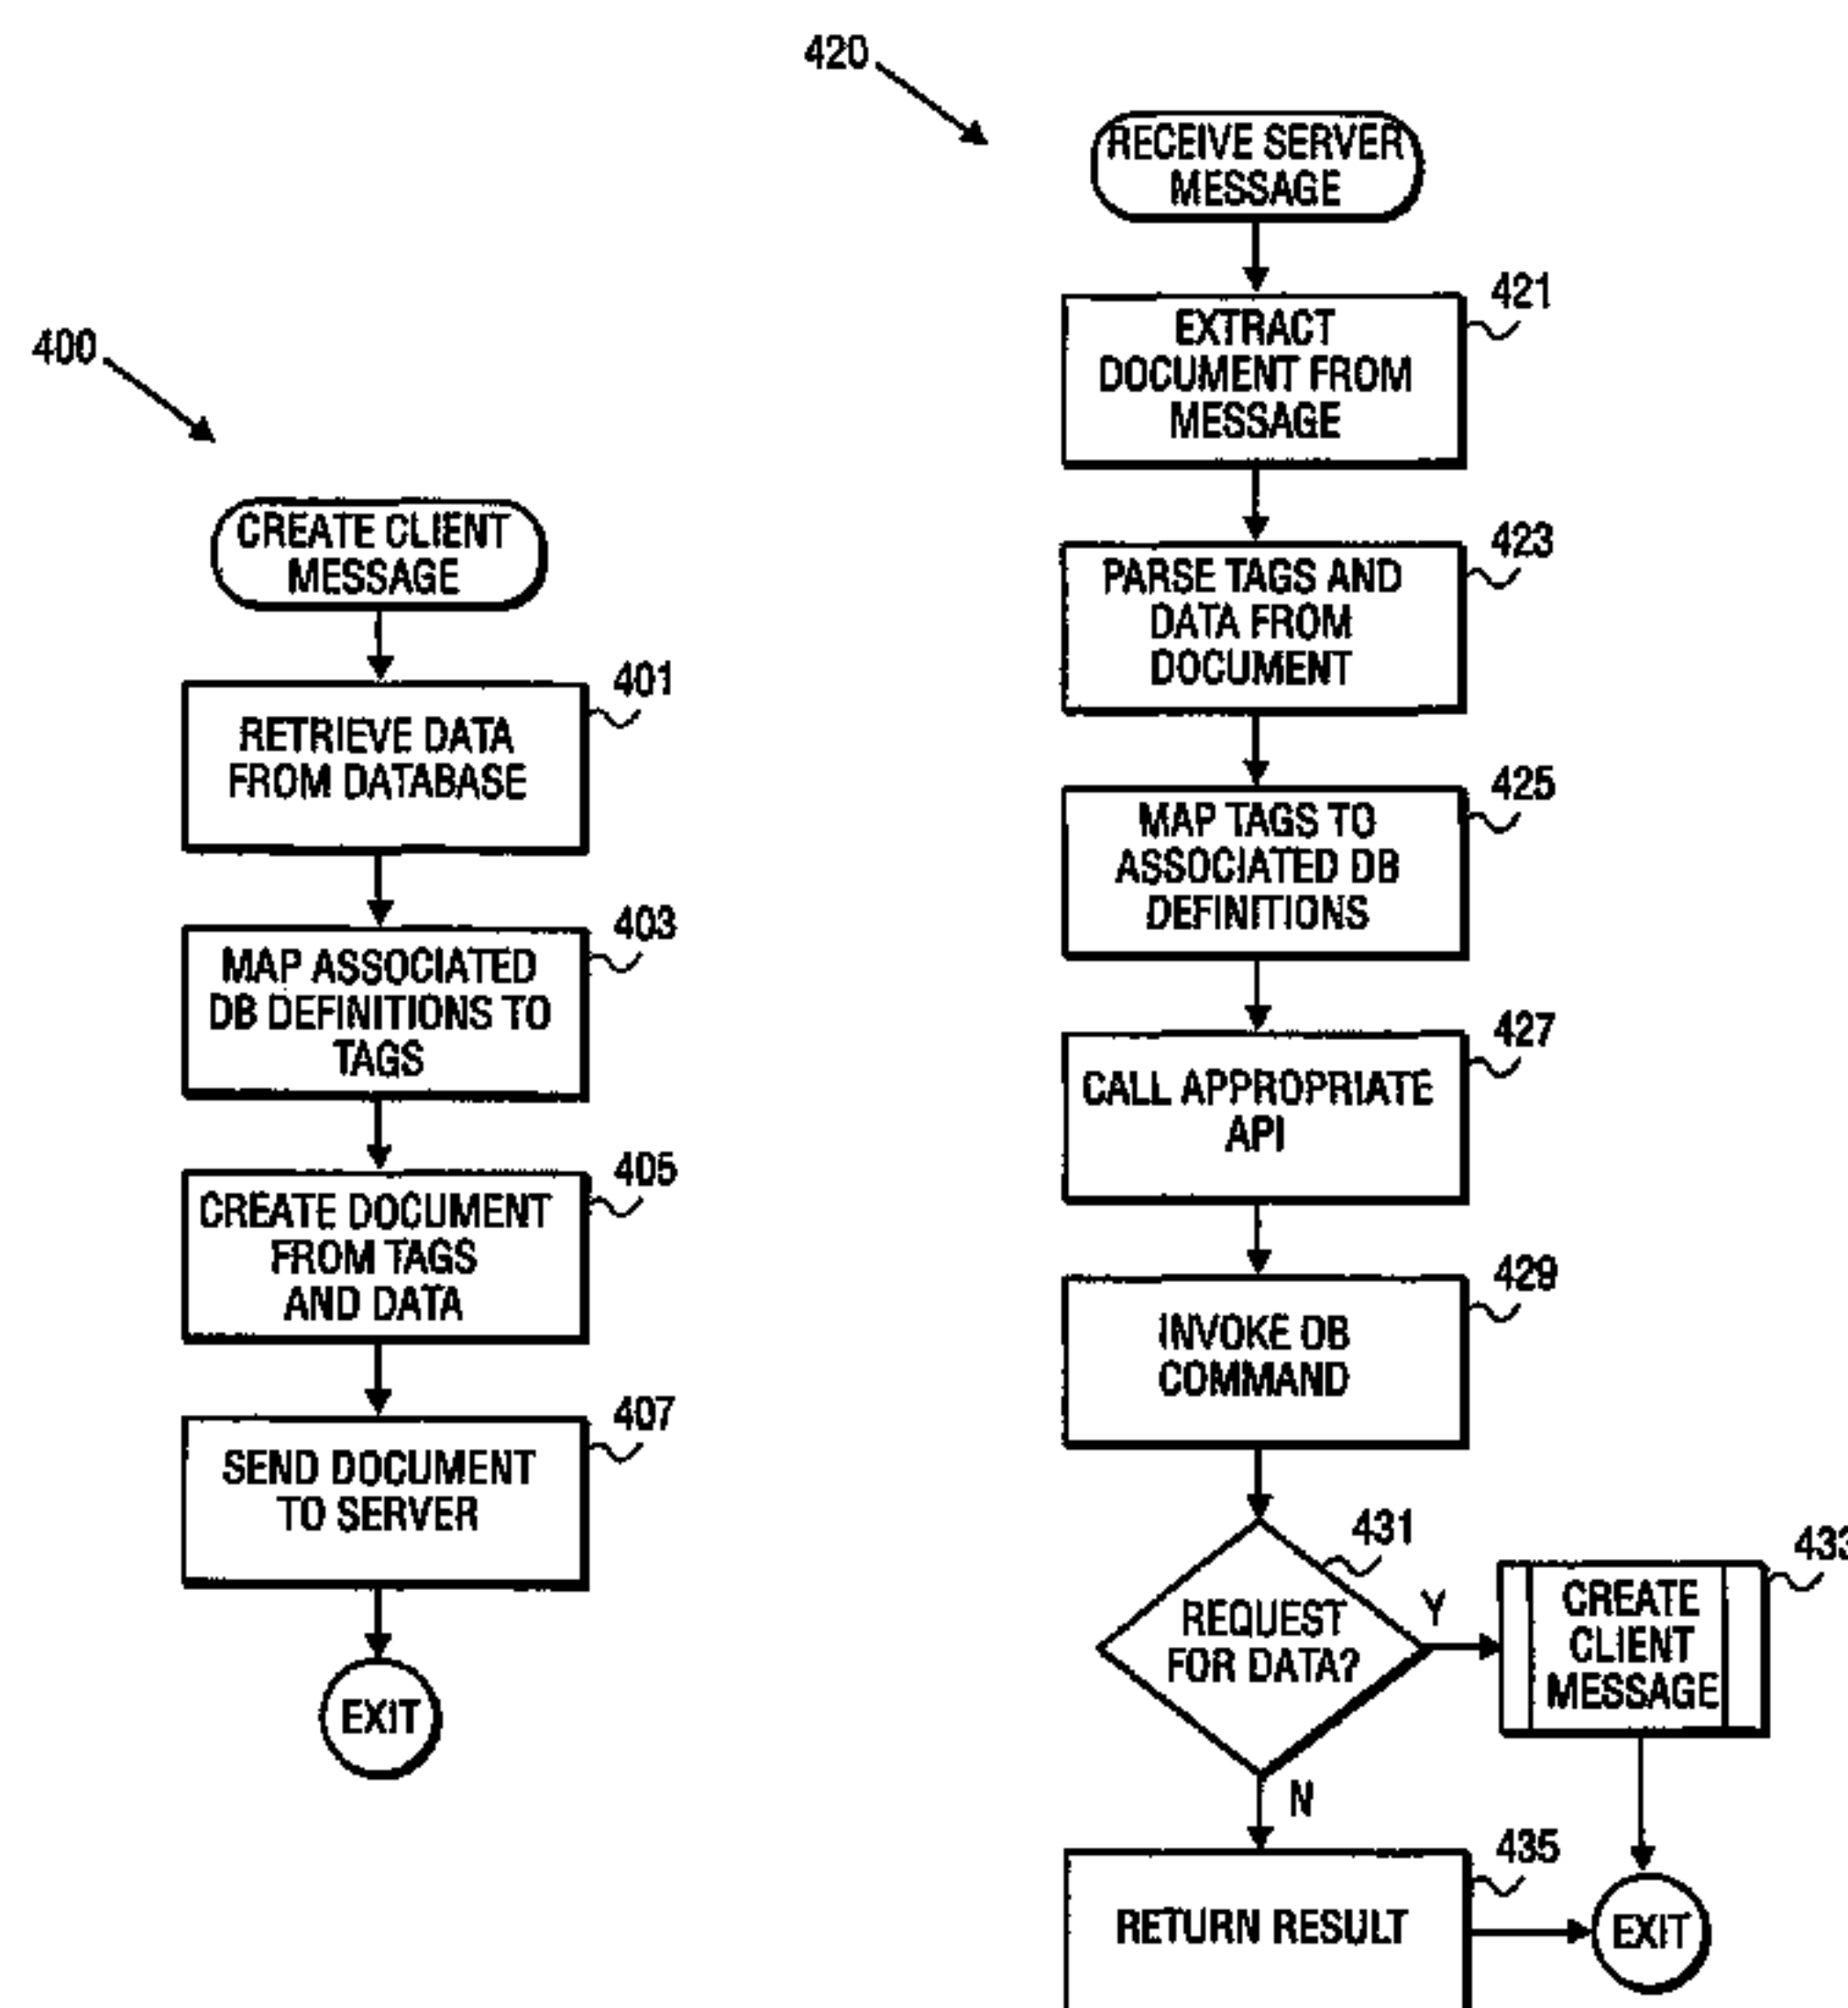 400
CREATE CLIENT
MESSAGE
401
RETRIEVE DATA
FROM DATABASE
403
MAP ASSOCIATED
DB DEFINITIONS TO
TAGS
405
CREATE DOCUMENT
FROM TAGS
AND DATA
407
SEND DOCUMENT
TO SERVER
EXIT
420
RECEIVE SERVER
MESSAGE
421
EXTRACT
DOCUMENT FROM
MESSAGE
423
PARSE TAGS AND
DATA FROM
DOCUMENT
425
MAP TAGS TO
ASSOCIATED DB
DEFINITIONS
427
CALL APPROPRIATE
API
429
INVOKE DB
COMMAND
431
REQUEST
FOR DATA?
Y
433
CREATE
CLIENT
MESSAGE
N
435
RETURN RESULT
EXIT